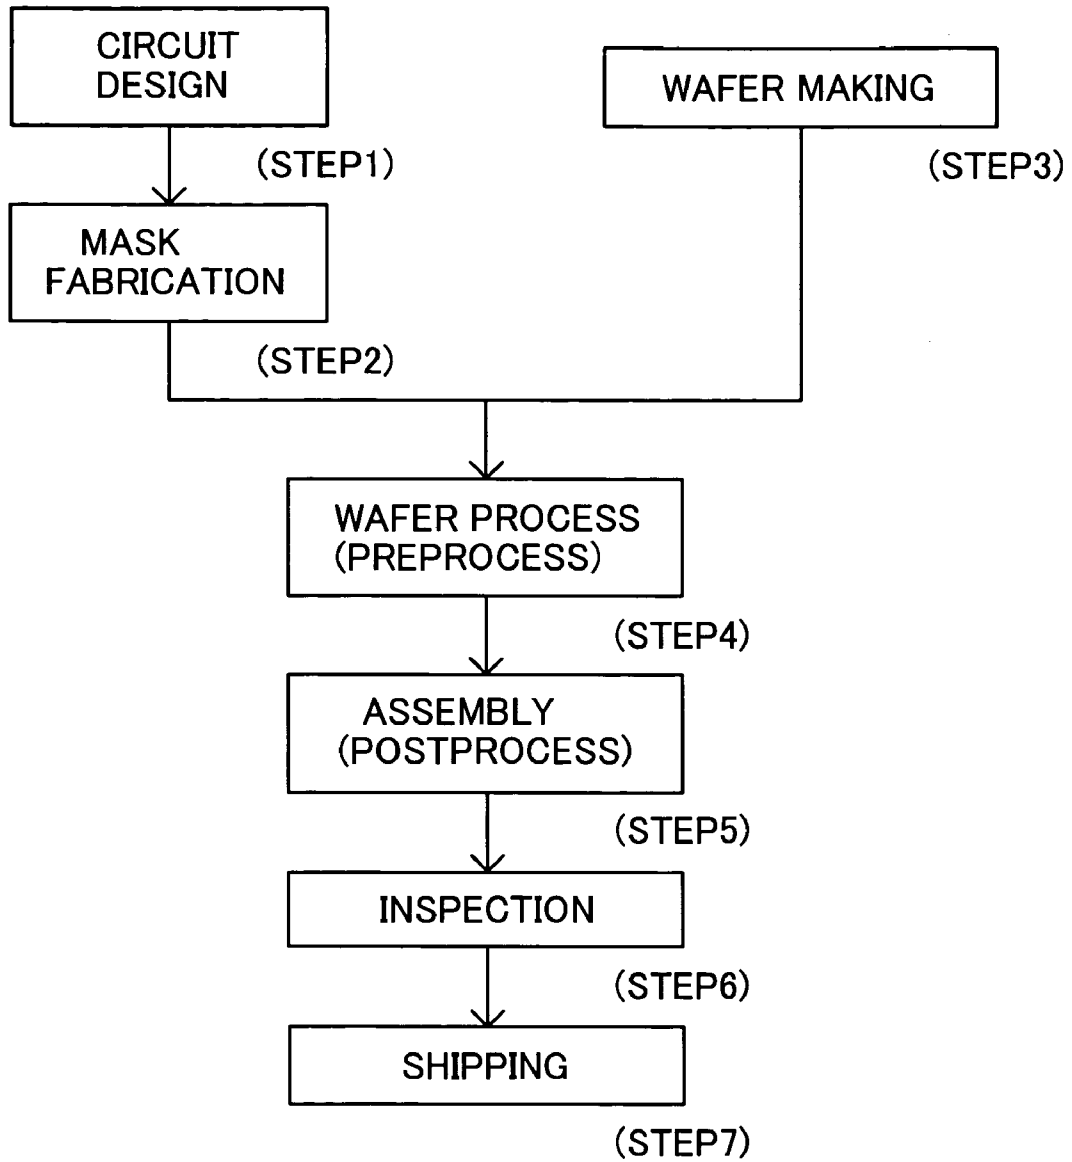 CIRCUIT
DESIGN
(STEP1)
WAFER MAKING
(STEP3)
MASK
FABRICATION
(STEP2)
WAFER PROCESS
(PREPROCESS)
(STEP4)
ASSEMBLY
(POSTPROCESS)
(STEP5)
INSPECTION
(STEP6)
SHIPPING
(STEP7)